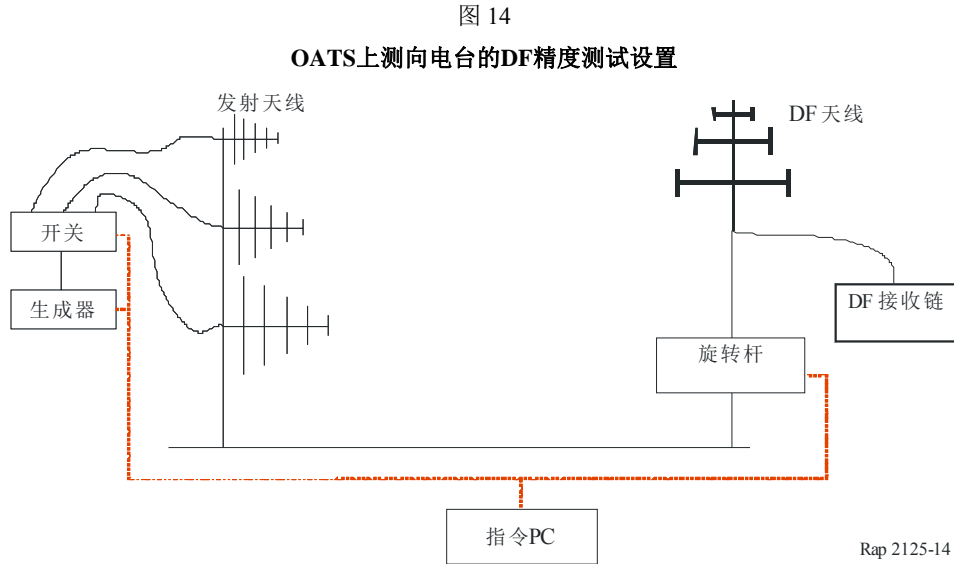 图 14
OATS上测向电台的DF精度测试设置
发射天线
DF 天线
开关
生成器
DF 接收链
旋转杆
指令PC
Rap 2125-14